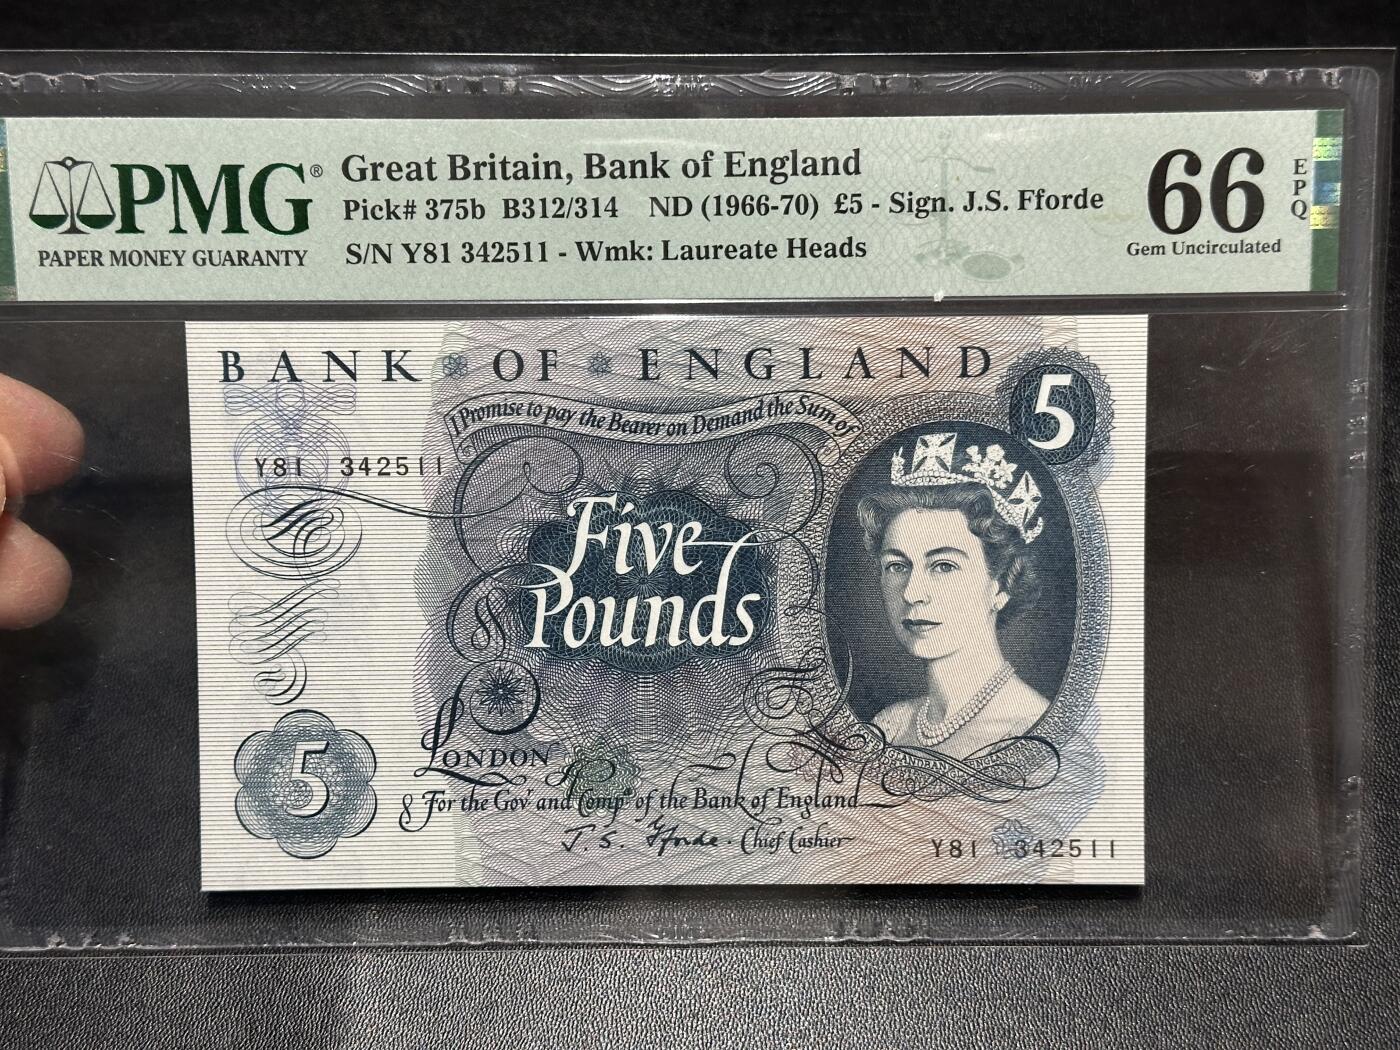 PMG®
PAPER MONEY GUARANTY
Great Britain, Bank of England
Pick# 375b B312/314 ND (1966-70) £5 - Sign. J.S. Fforde
S/N Y81 342511 - Wmk: Laureate Heads
66
EPQ
Gem Uncirculated
BANK OF ENGLAND
5
I Promise to pay the Bearer on Demand the Sum of
Y81 342511
Five
Pounds
LONDON
5
For the Govr and Compa of the Bank of England
J. S. Fforde. Chief Cashier
Y81 342511